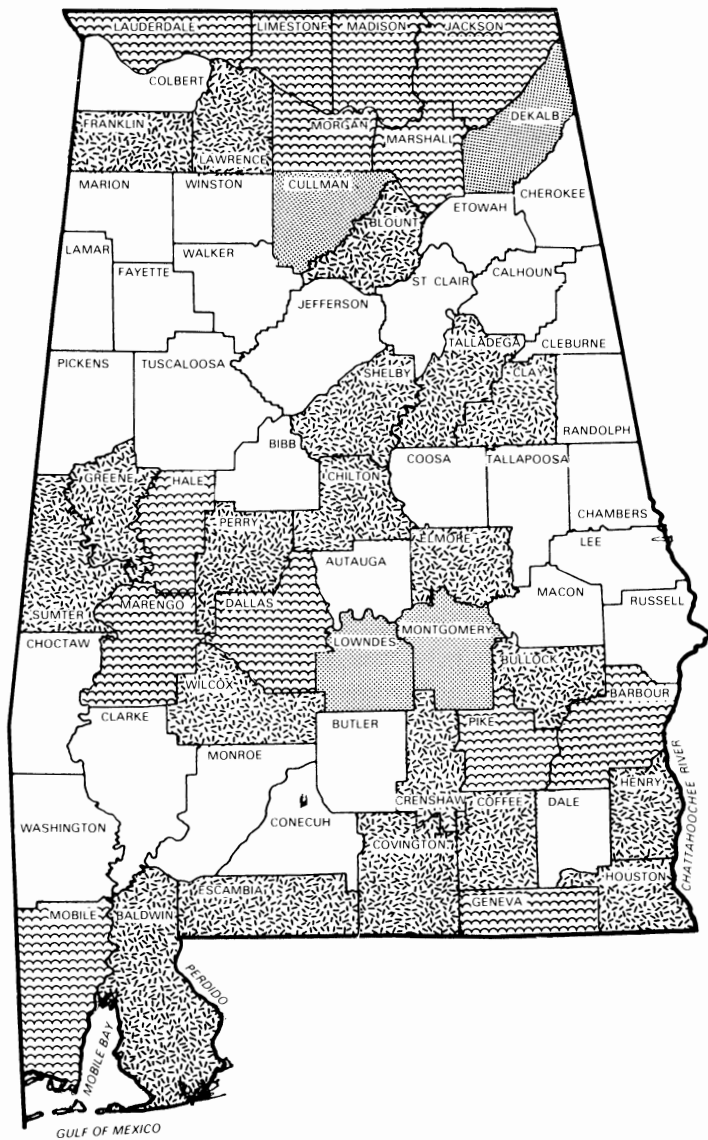 LAUDERDALE
LIMESTONE
MADISON
JACKSON
COLBERT
FRANKLIN
LAWRENCE
MORGAN
MARSHALL
DEKALB
MARION
WINSTON
CULLMAN
BLOUNT
ETOWAH
CHEROKEE
LAMAR
FAYETTE
WALKER
JEFFERSON
ST CLAIR
CALHOUN
PICKENS
TUSCALOOSA
SHELBY
TALLADEGA
CLAY
CLEBURNE
RANDOLPH
BIBB
COOSA
TALLAPOOSA
GREENE
HALE
PERRY
CHILTON
CHAMBERS
ELMORE
LEE
AUTAUGA
MACON
RUSSELL
SUMTER
MARENGO
DALLAS
LOWNDES
MONTGOMERY
BULLOCK
CHOCTAW
WILCOX
BARBOUR
CLARKE
BUTLER
PIKE
MONROE
CRENSHAW
COFFEE
DALE
HENRY
WASHINGTON
CONECUH
COVINGTON
CHATTAHOOCHEE RIVER
ESCAMBIA
GENEVA
HOUSTON
MOBILE
BALDWIN
PERDIDO
MOBILE BAY
GULF OF MEXICO